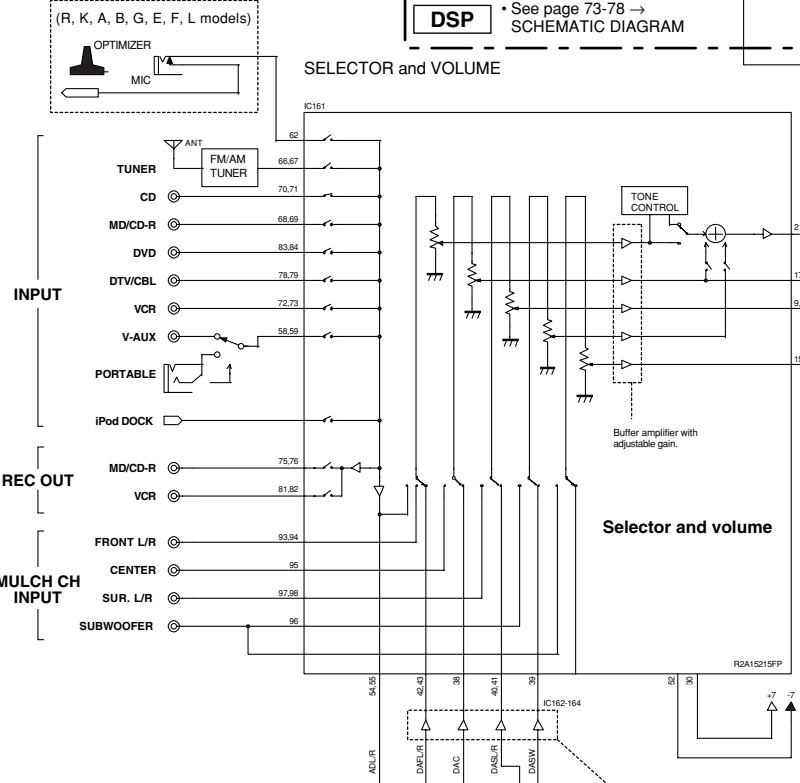 (R, K, A, B, G, E, F, L models)
OPTIMIZER
MIC
DSP
• See page 73-78 →
SCHEMATIC DIAGRAM
SELECTOR and VOLUME
IC161
62
ANT
FM/AM
TUNER
TUNER
66,67
CD
70,71
MD/CD-R
68,69
DVD
83,84
DTV/CBL
78,79
VCR
72,73
V-AUX
58,59
PORTABLE
iPod DOCK
INPUT
TONE
CONTROL
Buffer amplifier with
adjustable gain.
REC OUT
MD/CD-R
75,76
VCR
81,82
Selector and volume
MULCH CH
INPUT
FRONT L/R
93,94
CENTER
95
SUR. L/R
97,98
SUBWOOFER
96
R2A15215FP
54,55
42,43
38
40,41
39
52
30
IC162-164
+7
-7
ADL/R
DAFL/R
DAC
DASL/R
DASW